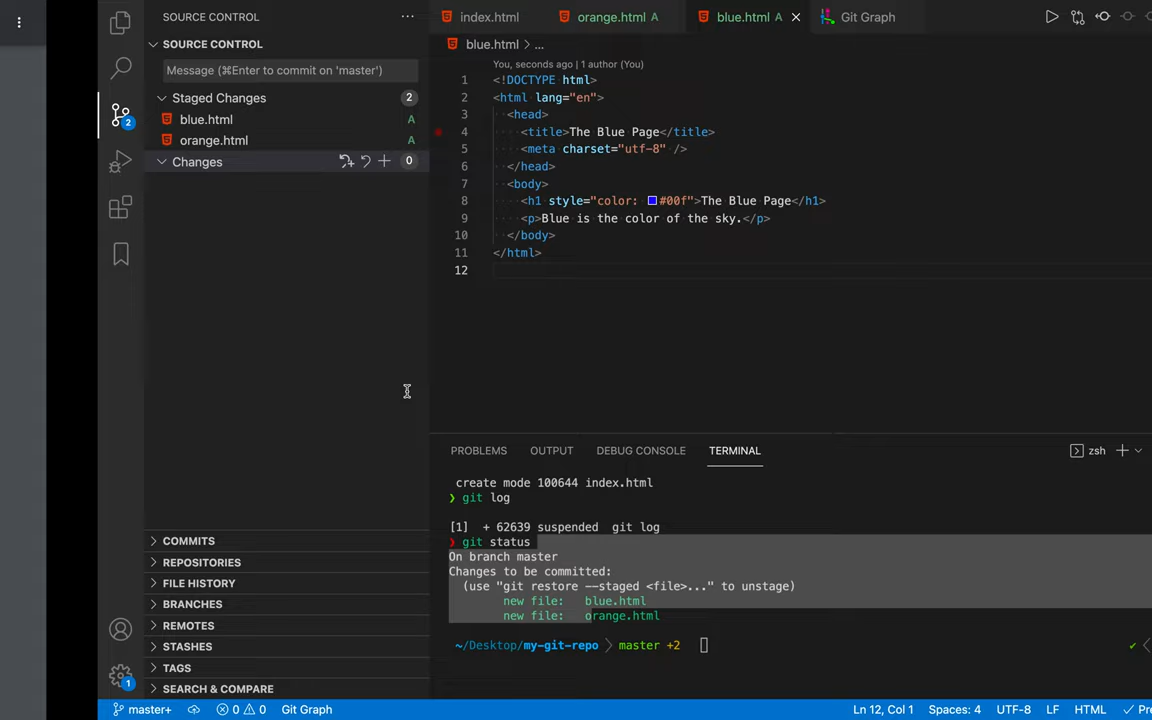 SOURCE CONTROL
SOURCE CONTROL
Message (⌘Enter to commit on 'master')
Staged Changes 2
blue.html A
orange.html A
Changes 0
2
COMMITS
REPOSITORIES
FILE HISTORY
BRANCHES
REMOTES
STASHES
TAGS
SEARCH & COMPARE
1
index.html orange.html A blue.html A Git Graph
blue.html > ...
You, seconds ago | 1 author (You)
1 <!DOCTYPE html>
2 <html lang="en">
3 <head>
4 <title>The Blue Page</title>
5 <meta charset="utf-8" />
6 </head>
7 <body>
8 <h1 style="color: #00f">The Blue Page</h1>
9 <p>Blue is the color of the sky.</p>
10 </body>
11 </html>
12
PROBLEMS OUTPUT DEBUG CONSOLE TERMINAL zsh
create mode 100644 index.html
❯ git log
[1] + 62639 suspended git log
❯ git status
On branch master
Changes to be committed:
(use "git restore --staged <file>..." to unstage)
new file: blue.html
new file: orange.html
~/Desktop/my-git-repo master +2
master+ 0 0 Git Graph Ln 12, Col 1 Spaces: 4 UTF-8 LF HTML